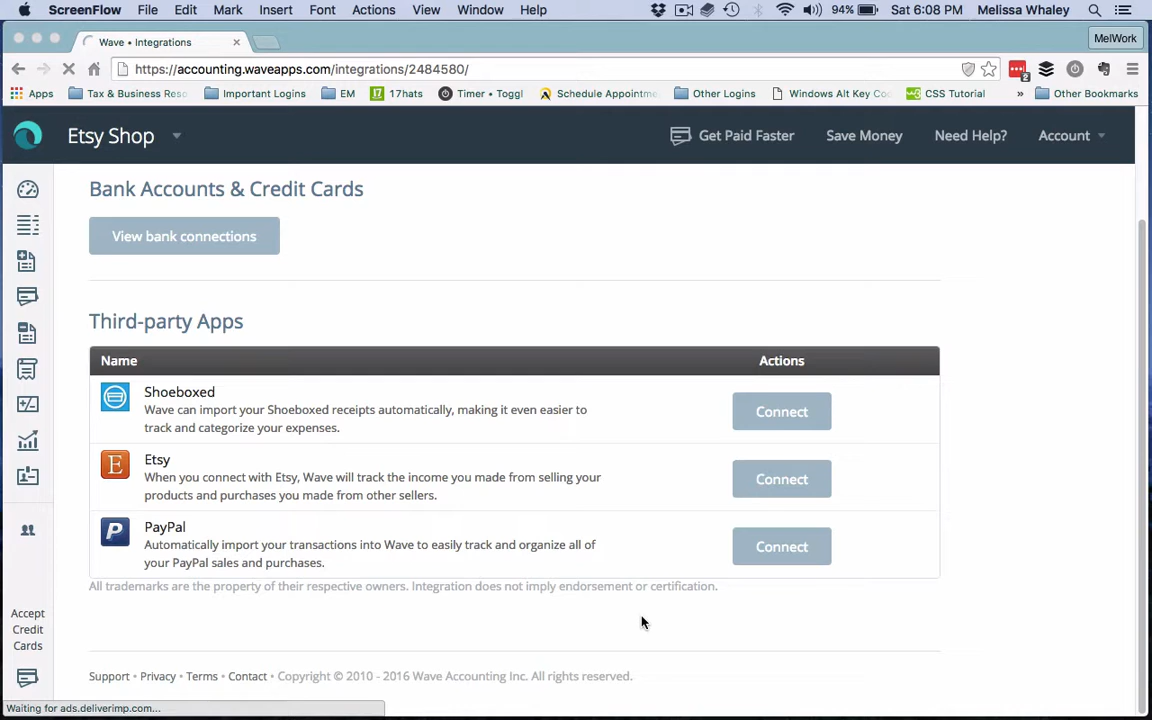 ScreenFlow File Edit Mark Insert Font Actions View Window Help 94% Sat 6:08 PM Melissa Whaley
Wave • Integrations MelWork
https://accounting.waveapps.com/integrations/2484580/ 2
Apps Tax & Business Reso Important Logins EM 17 17hats Timer • Toggl Schedule Appointme Other Logins Windows Alt Key Co CSS Tutorial » Other Bookmarks
Etsy Shop Get Paid Faster Save Money Need Help? Account
Bank Accounts & Credit Cards
View bank connections
Third-party Apps
Name Actions
Shoeboxed
Wave can import your Shoeboxed receipts automatically, making it even easier to
track and categorize your expenses.
Connect
E
Etsy
When you connect with Etsy, Wave will track the income you made from selling your
products and purchases you made from other sellers.
Connect
P
PayPal
Automatically import your transactions into Wave to easily track and organize all of
your PayPal sales and purchases.
Connect
All trademarks are the property of their respective owners. Integration does not imply endorsement or certification.
Accept
Credit
Cards
Support • Privacy • Terms • Contact • Copyright © 2010 - 2016 Wave Accounting Inc. All rights reserved.
Waiting for ads.deliverimp.com...